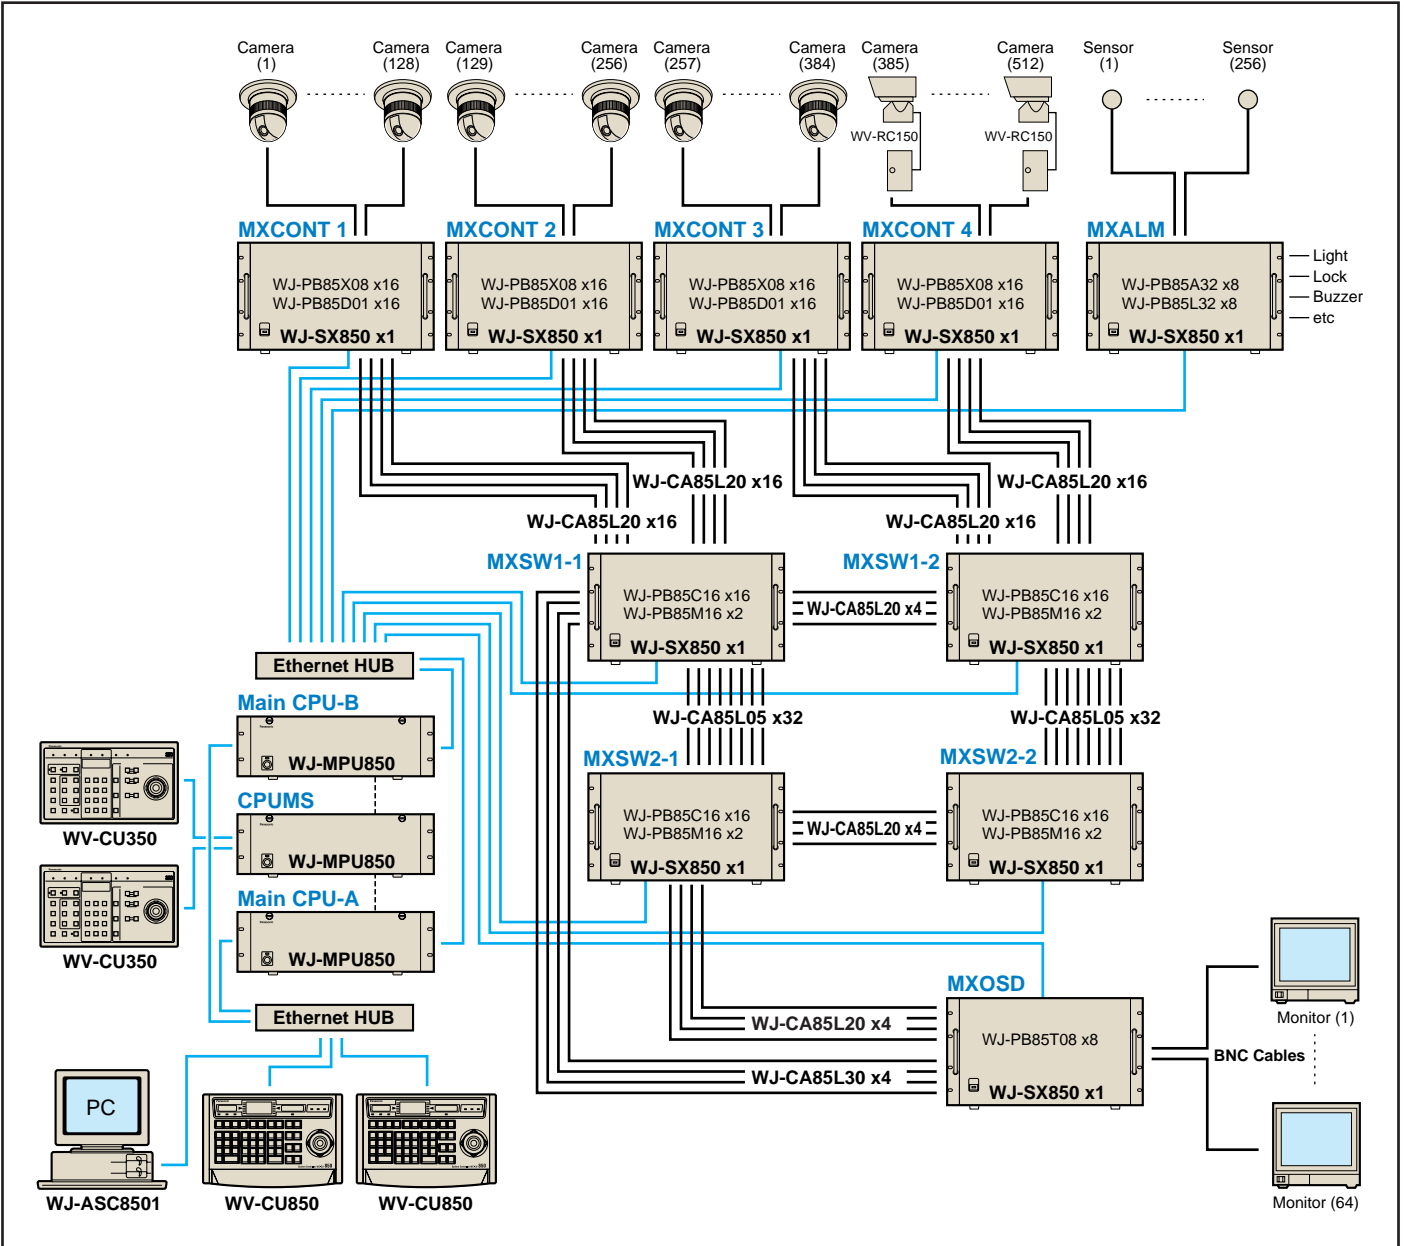 Camera
(1)
Camera
(128)
Camera
(129)
Camera
(256)
Camera
(257)
Camera
(384)
Camera
(385)
Camera
(512)
Sensor
(1)
Sensor
(256)
WV-RC150
WV-RC150
MXCONT 1
WJ-PB85X08 x16
WJ-PB85D01 x16
WJ-SX850 x1
MXCONT 2
WJ-PB85X08 x16
WJ-PB85D01 x16
WJ-SX850 x1
MXCONT 3
WJ-PB85X08 x16
WJ-PB85D01 x16
WJ-SX850 x1
MXCONT 4
WJ-PB85X08 x16
WJ-PB85D01 x16
WJ-SX850 x1
MXALM
WJ-PB85A32 x8
WJ-PB85L32 x8
WJ-SX850 x1
Light
Lock
Buzzer
etc
WJ-CA85L20 x16
WJ-CA85L20 x16
WJ-CA85L20 x16
WJ-CA85L20 x16
MXSW1-1
WJ-PB85C16 x16
WJ-PB85M16 x2
WJ-SX850 x1
WJ-CA85L20 x4
MXSW1-2
WJ-PB85C16 x16
WJ-PB85M16 x2
WJ-SX850 x1
WJ-CA85L05 x32
WJ-CA85L05 x32
MXSW2-1
WJ-PB85C16 x16
WJ-PB85M16 x2
WJ-SX850 x1
WJ-CA85L20 x4
MXSW2-2
WJ-PB85C16 x16
WJ-PB85M16 x2
WJ-SX850 x1
Ethernet HUB
Main CPU-B
WJ-MPU850
CPUMS
WJ-MPU850
Main CPU-A
WJ-MPU850
WV-CU350
WV-CU350
Ethernet HUB
PC
WJ-ASC8501
WV-CU850
WV-CU850
MXOSD
WJ-PB85T08 x8
WJ-SX850 x1
WJ-CA85L20 x4
WJ-CA85L30 x4
BNC Cables
Monitor (1)
Monitor (64)